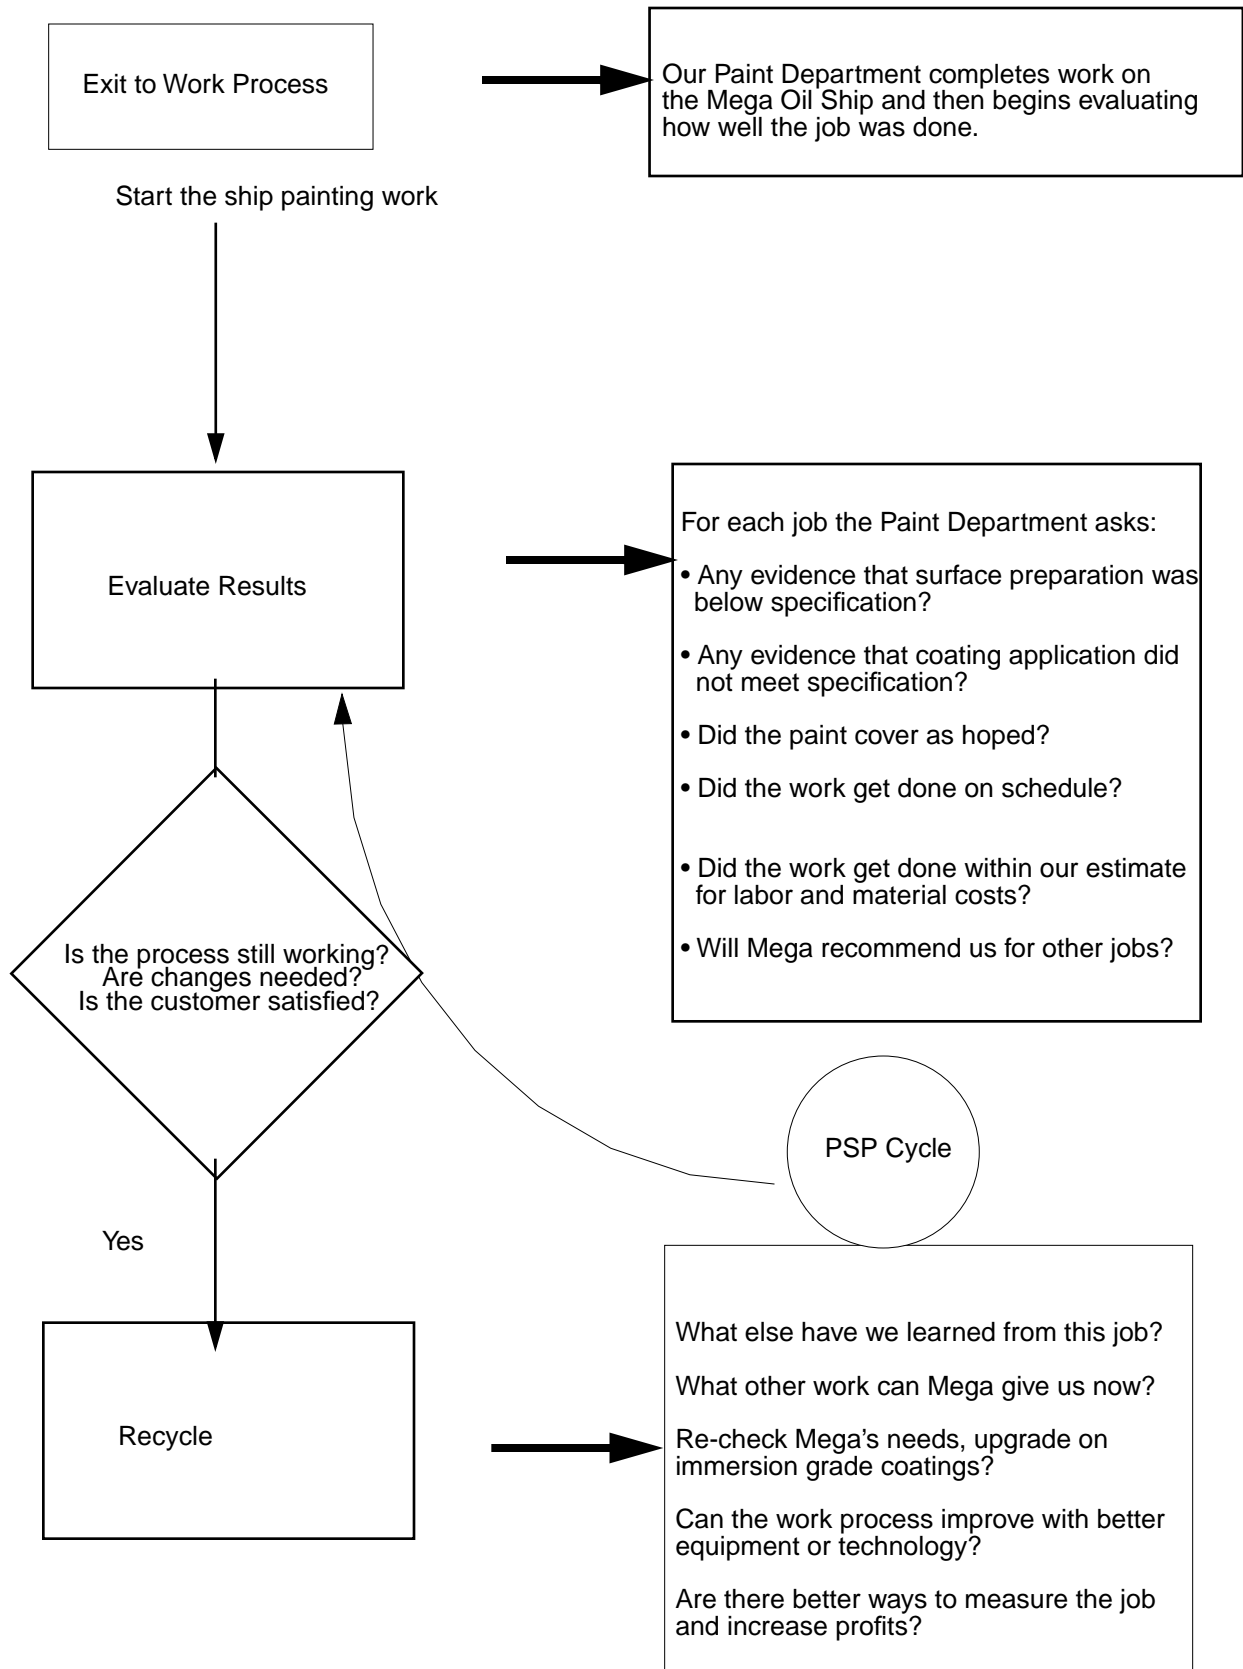 Exit to Work Process
Our Paint Department completes work on
the Mega Oil Ship and then begins evaluating
how well the job was done.
Start the ship painting work
Evaluate Results
For each job the Paint Department asks:
• Any evidence that surface preparation was
below specification?
• Any evidence that coating application did
not meet specification?
• Did the paint cover as hoped?
• Did the work get done on schedule?
• Did the work get done within our estimate
for labor and material costs?
• Will Mega recommend us for other jobs?
Is the process still working?
Are changes needed?
Is the customer satisfied?
PSP Cycle
Yes
Recycle
What else have we learned from this job?
What other work can Mega give us now?
Re-check Mega's needs, upgrade on
immersion grade coatings?
Can the work process improve with better
equipment or technology?
Are there better ways to measure the job
and increase profits?